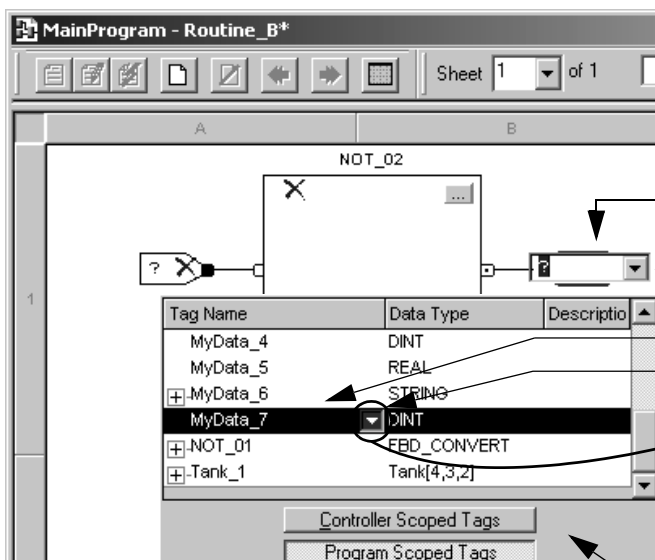 MainProgram - Routine_B*
Sheet 1 of 1
A B
NOT_02
...
? ?
1
Tag Name Data Type Descriptio
MyData_4 DINT
MyData_5 REAL
MyData_6 STRING
MyData_7 DINT
NOT_01 FBD_CONVERT
Tank_1 Tank[4,3,2]
Controller Scoped Tags
Program Scoped Tags